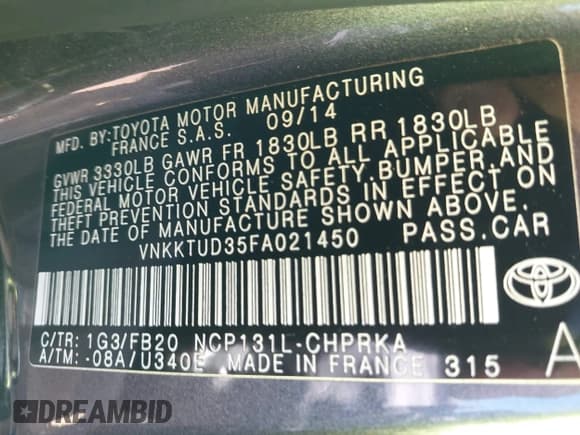 MFD. BY:TOYOTA MOTOR MANUFACTURING
FRANCE S.A.S. 09/14
GVWR 3330LB GAWR FR 1830LB RR 1830LB
THIS VEHICLE CONFORMS TO ALL APPLICABLE
FEDERAL MOTOR VEHICLE SAFETY,BUMPER,AND
THEFT PREVENTION STANDARDS IN EFFECT ON
THE DATE OF MANUFACTURE SHOWN ABOVE.
VNKKTUD35FA021450 PASS.CAR
C/TR: 1G3/FB20 NCP131L-CHPRKA
A/TM: -08A/U340E MADE IN FRANCE 315 A
TOYOTA
DREAMBID